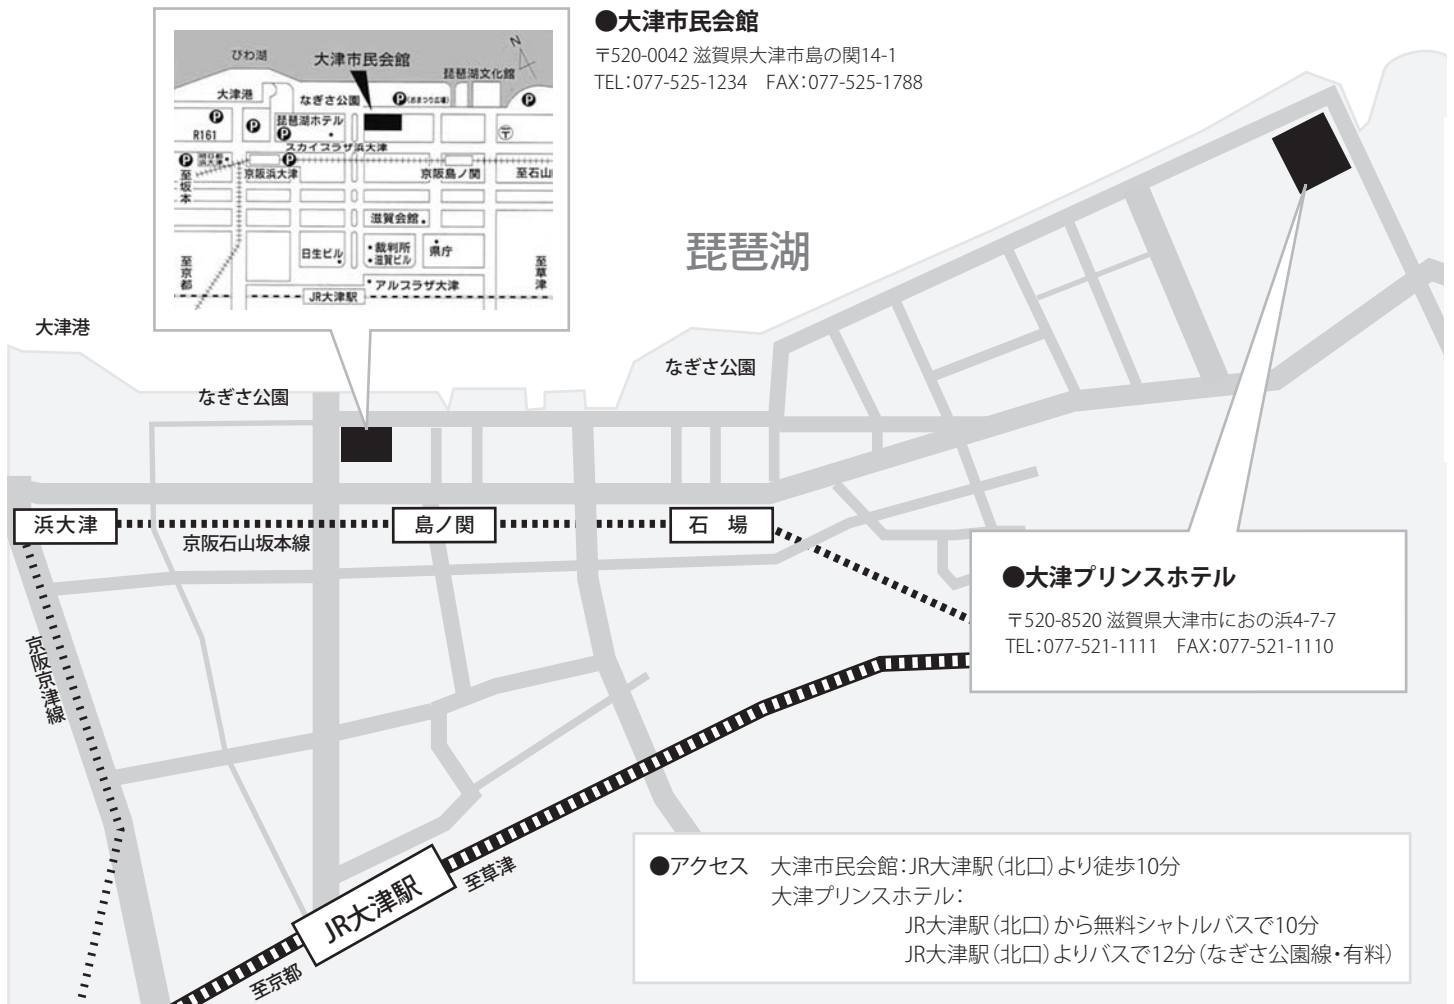 ●大津市民会館
〒520-0042 滋賀県大津市島の関14-1
TEL:077-525-1234　FAX:077-525-1788
N
びわ湖
大津市民会館
琵琶湖文化館
大津港
なぎさ公園
P(おまつり広場)
P
P
P
R161
琵琶湖ホテル
P
〒
スカイプラザ浜大津
P
明日都浜大津
P
京阪浜大津
京阪島ノ関
至石山
至坂本
滋賀会館
日生ビル
裁判所
滋賀ビル
県庁
至京都
至草津
アルプラザ大津
JR大津駅
琵琶湖
大津港
なぎさ公園
なぎさ公園
浜大津
島ノ関
石　場
京阪石山坂本線
京阪京津線
●大津プリンスホテル
〒520-8520 滋賀県大津市におの浜4-7-7
TEL:077-521-1111　FAX:077-521-1110
JR大津駅
至草津
至京都
●アクセス　大津市民会館:JR大津駅(北口)より徒歩10分
大津プリンスホテル:
JR大津駅(北口)から無料シャトルバスで10分
JR大津駅(北口)よりバスで12分(なぎさ公園線・有料)